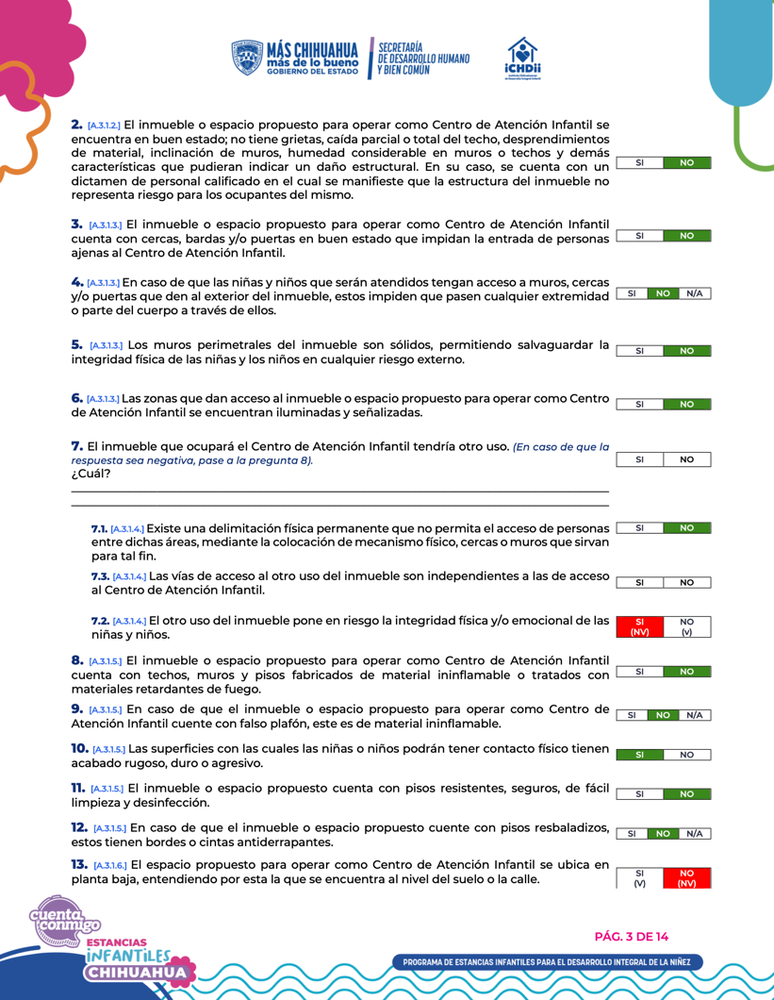 MÁS CHIHUAHUA
más de lo bueno
GOBIERNO DEL ESTADO
SECRETARÍA
DE DESARROLLO HUMANO
Y BIEN COMÚN
iCHDii
2. [A.3.1.2.] El inmueble o espacio propuesto para operar como Centro de Atención Infantil se
encuentra en buen estado; no tiene grietas, caída parcial o total del techo, desprendimientos
de material, inclinación de muros, humedad considerable en muros o techos y demás
características que pudieran indicar un daño estructural. En su caso, se cuenta con un
dictamen de personal calificado en el cual se manifieste que la estructura del inmueble no
representa riesgo para los ocupantes del mismo.
SI NO
3. [A.3.1.3.] El inmueble o espacio propuesto para operar como Centro de Atención Infantil
cuenta con cercas, bardas y/o puertas en buen estado que impidan la entrada de personas
ajenas al Centro de Atención Infantil.
SI NO
4. [A.3.1.3.] En caso de que las niñas y niños que serán atendidos tengan acceso a muros, cercas
y/o puertas que den al exterior del inmueble, estos impiden que pasen cualquier extremidad
o parte del cuerpo a través de ellos.
SI NO N/A
5. [A.3.1.3.] Los muros perimetrales del inmueble son sólidos, permitiendo salvaguardar la
integridad física de las niñas y los niños en cualquier riesgo externo.
SI NO
6. [A.3.1.3.] Las zonas que dan acceso al inmueble o espacio propuesto para operar como Centro
de Atención Infantil se encuentran iluminadas y señalizadas.
SI NO
7. El inmueble que ocupará el Centro de Atención Infantil tendría otro uso. (En caso de que la
respuesta sea negativa, pase a la pregunta 8).
¿Cuál?
SI NO
7.1. [A.3.1.4.] Existe una delimitación física permanente que no permita el acceso de personas
entre dichas áreas, mediante la colocación de mecanismo físico, cercas o muros que sirvan
para tal fin.
SI NO
7.3. [A.3.1.4.] Las vías de acceso al otro uso del inmueble son independientes a las de acceso
al Centro de Atención Infantil.
SI NO
7.2. [A.3.1.4.] El otro uso del inmueble pone en riesgo la integridad física y/o emocional de las
niñas y niños.
SI NO
(NV) (v)
8. [A.3.1.5.] El inmueble o espacio propuesto para operar como Centro de Atención Infantil
cuenta con techos, muros y pisos fabricados de material ininflamable o tratados con
materiales retardantes de fuego.
SI NO
9. [A.3.1.5.] En caso de que el inmueble o espacio propuesto para operar como Centro de
Atención Infantil cuente con falso plafón, este es de material ininflamable.
SI NO N/A
10. [A.3.1.5.] Las superficies con las cuales las niñas o niños podrán tener contacto físico tienen
acabado rugoso, duro o agresivo.
SI NO
11. [A.3.1.5.] El inmueble o espacio propuesto cuenta con pisos resistentes, seguros, de fácil
limpieza y desinfección.
SI NO
12. [A.3.1.5.] En caso de que el inmueble o espacio propuesto cuente con pisos resbaladizos,
estos tienen bordes o cintas antiderrapantes.
SI NO N/A
13. [A.3.1.6.] El espacio propuesto para operar como Centro de Atención Infantil se ubica en
planta baja, entendiendo por esta la que se encuentra al nivel del suelo o la calle.
SI NO
(V) (NV)
cuenta
conmigo
ESTANCIAS
iNFANTiLES
CHIHUAHUA
PÁG. 3 DE 14
PROGRAMA DE ESTANCIAS INFANTILES PARA EL DESARROLLO INTEGRAL DE LA NIÑEZ